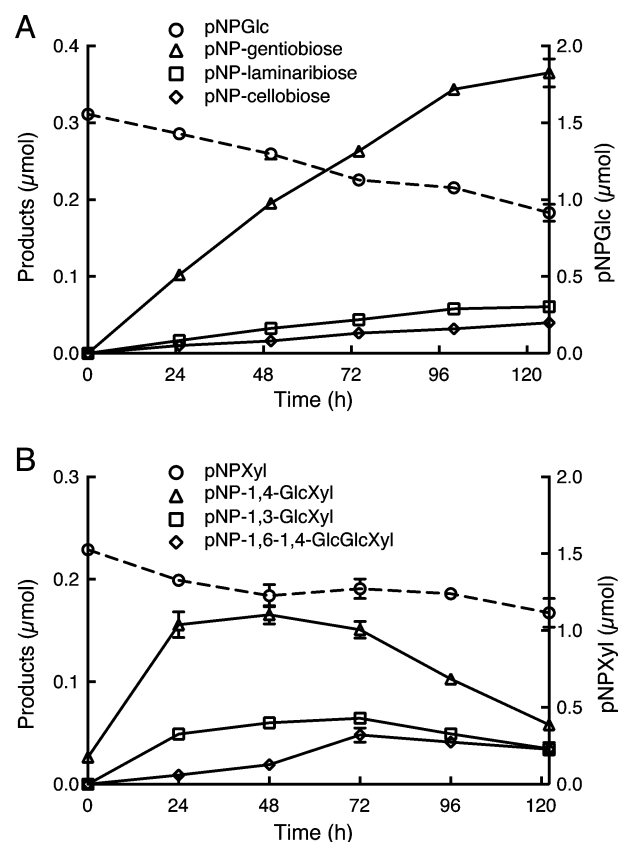 A
pNPGlc
pNP-gentiobiose
pNP-laminaribiose
pNP-cellobiose
0.4
0.3
0.2
0.1
0.0
Products (µmol)
2.0
1.5
1.0
0.5
0.0
pNPGlc (µmol)
0 24 48 72 96 120
Time (h)
B
pNPXyl
pNP-1,4-GlcXyl
pNP-1,3-GlcXyl
pNP-1,6-1,4-GlcGlcXyl
0.3
0.2
0.1
0.0
Products (µmol)
2.0
1.5
1.0
0.5
0.0
pNPXyl (µmol)
0 24 48 72 96 120
Time (h)